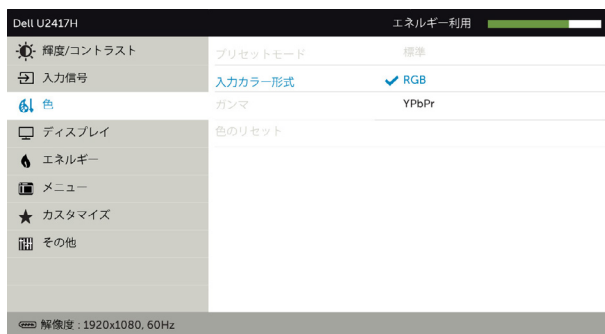 Dell U2417H エネルギー利用
輝度/コントラスト プリセットモード 標準
入力信号 入力カラー形式 RGB
色 ガンマ YPbPr
ディスプレイ 色のリセット
エネルギー
メニュー
カスタマイズ
その他
解像度 : 1920x1080, 60Hz